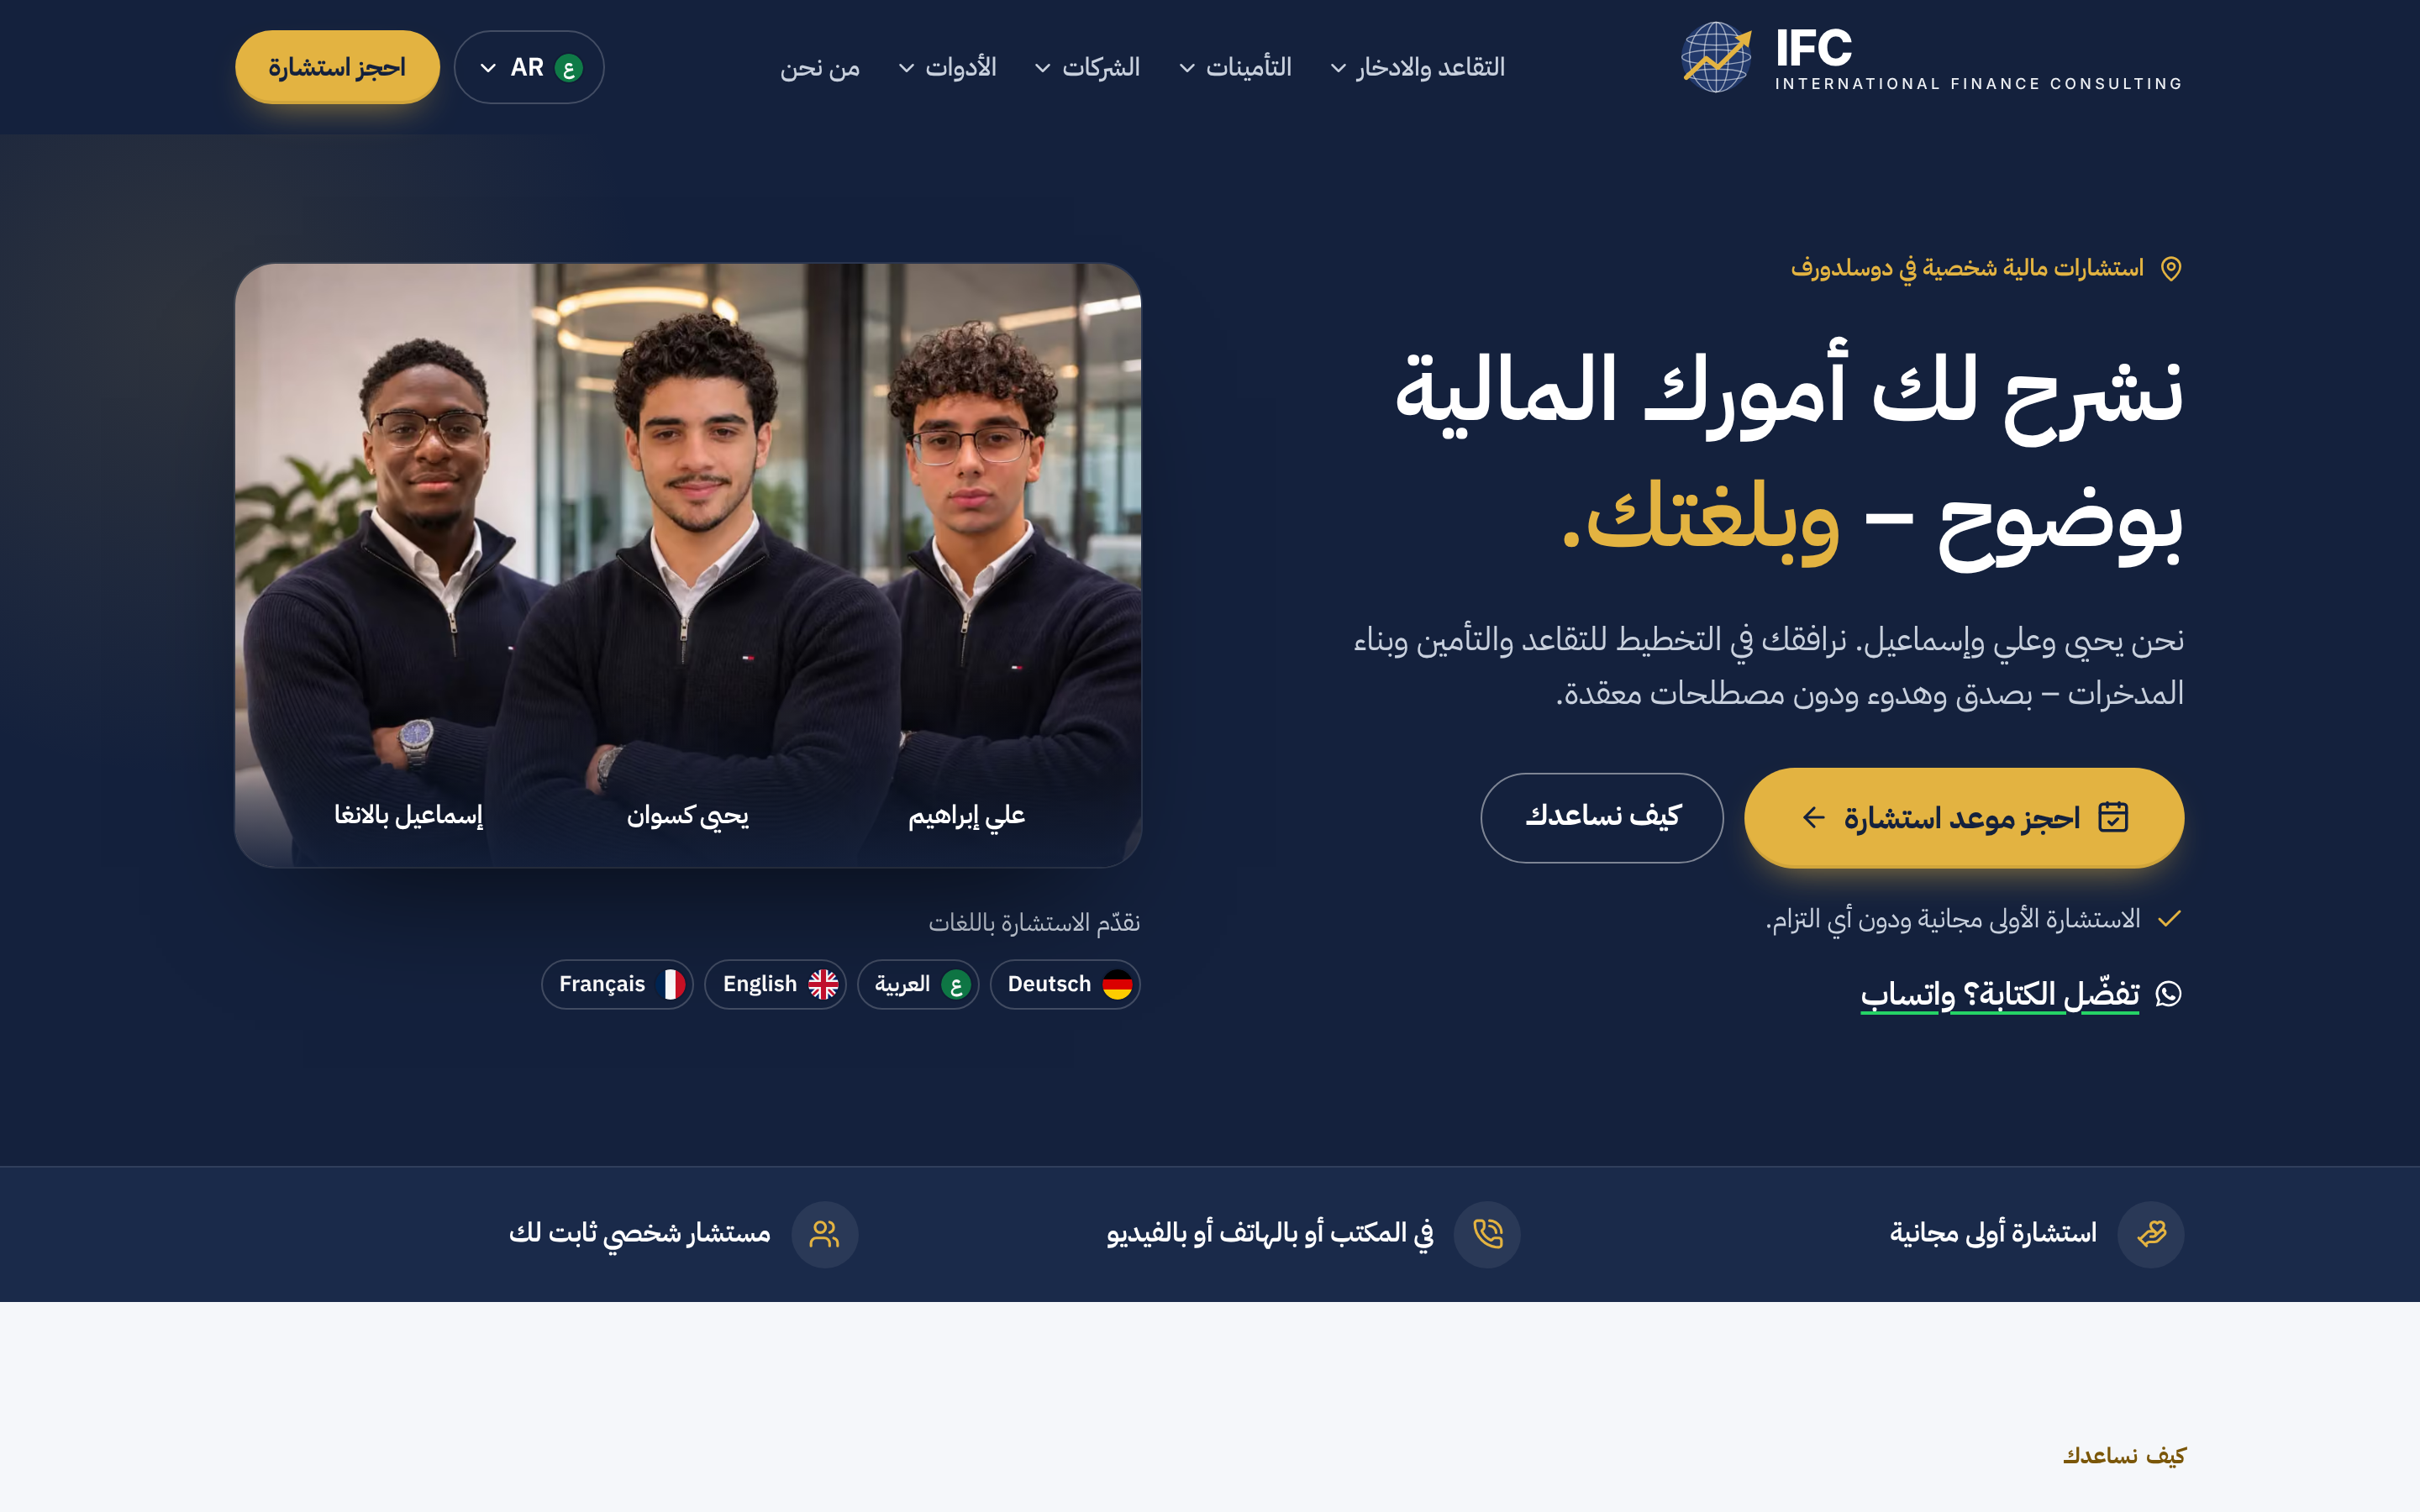 IFC
INTERNATIONAL FINANCE CONSULTING
التقاعد والادخار
التأمينات
الشركات
الأدوات
من نحن
ع AR
احجز استشارة
استشارات مالية شخصية في دوسلدورف
نشرح لك أمورك المالية
بوضوح – وبلغتك.
نحن يحيى وعلي وإسماعيل. نرافقك في التخطيط للتقاعد والتأمين وبناء
المدخرات – بصدق وهدوء ودون مصطلحات معقدة.
احجز موعد استشارة
كيف نساعدك
الاستشارة الأولى مجانية ودون أي التزام.
تفضّل الكتابة؟ واتساب
علي إبراهيم
يحيى كسوان
إسماعيل بالانغا
نقدّم الاستشارة باللغات
Deutsch
ع العربية
English
Français
استشارة أولى مجانية
في المكتب أو بالهاتف أو بالفيديو
مستشار شخصي ثابت لك
كيف نساعدك